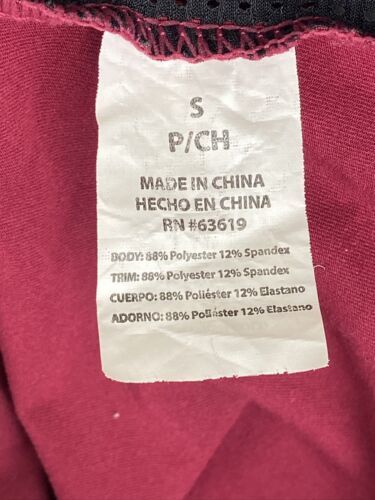 S
P/CH
MADE IN CHINA
HECHO EN CHINA
RN #63619
BODY: 88% Polyester 12% Spandex
TRIM: 88% Polyester 12% Spandex
CUERPO: 88% Poliéster 12% Elastano
ADORNO: 88% Poliéster 12% Elastano